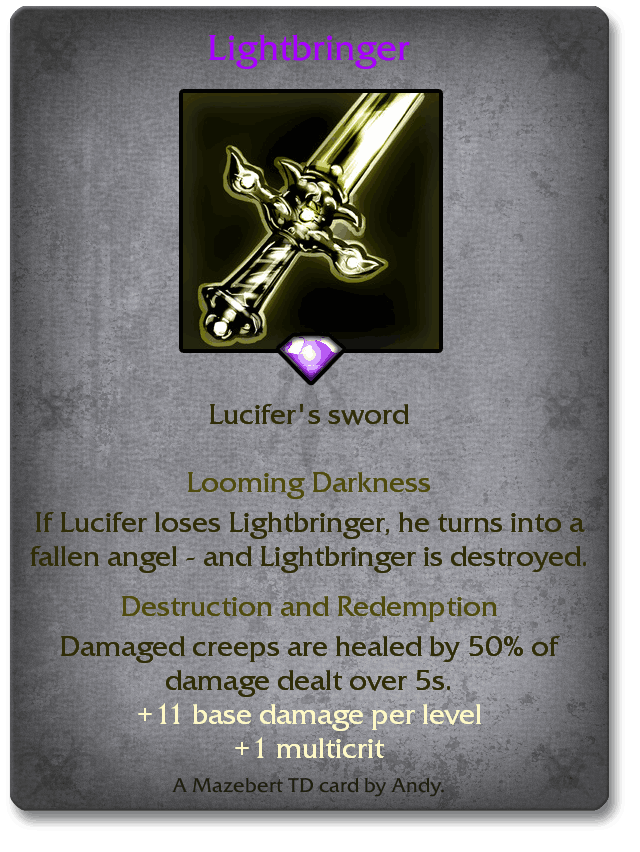 Lightbringer
Lucifer's sword
Looming Darkness
If Lucifer loses Lightbringer, he turns into a
fallen angel - and Lightbringer is destroyed.
Destruction and Redemption
Damaged creeps are healed by 50% of
damage dealt over 5s.
+11 base damage per level
+1 multicrit
A Mazebert TD card by Andy.